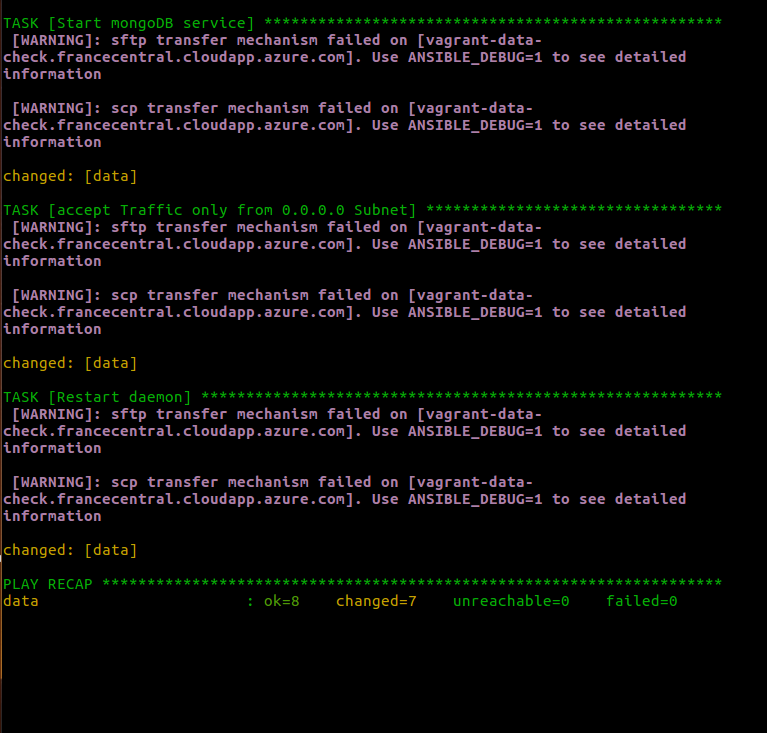 TASK [Start mongoDB service] ***************************************************
 [WARNING]: sftp transfer mechanism failed on [vagrant-data-
check.francecentral.cloudapp.azure.com]. Use ANSIBLE_DEBUG=1 to see detailed
information
 [WARNING]: scp transfer mechanism failed on [vagrant-data-
check.francecentral.cloudapp.azure.com]. Use ANSIBLE_DEBUG=1 to see detailed
information
changed: [data]
TASK [accept Traffic only from 0.0.0.0 Subnet] *********************************
 [WARNING]: sftp transfer mechanism failed on [vagrant-data-
check.francecentral.cloudapp.azure.com]. Use ANSIBLE_DEBUG=1 to see detailed
information
 [WARNING]: scp transfer mechanism failed on [vagrant-data-
check.francecentral.cloudapp.azure.com]. Use ANSIBLE_DEBUG=1 to see detailed
information
changed: [data]
TASK [Restart daemon] **********************************************************
 [WARNING]: sftp transfer mechanism failed on [vagrant-data-
check.francecentral.cloudapp.azure.com]. Use ANSIBLE_DEBUG=1 to see detailed
information
 [WARNING]: scp transfer mechanism failed on [vagrant-data-
check.francecentral.cloudapp.azure.com]. Use ANSIBLE_DEBUG=1 to see detailed
information
changed: [data]
PLAY RECAP *********************************************************************
data                       : ok=8    changed=7    unreachable=0    failed=0